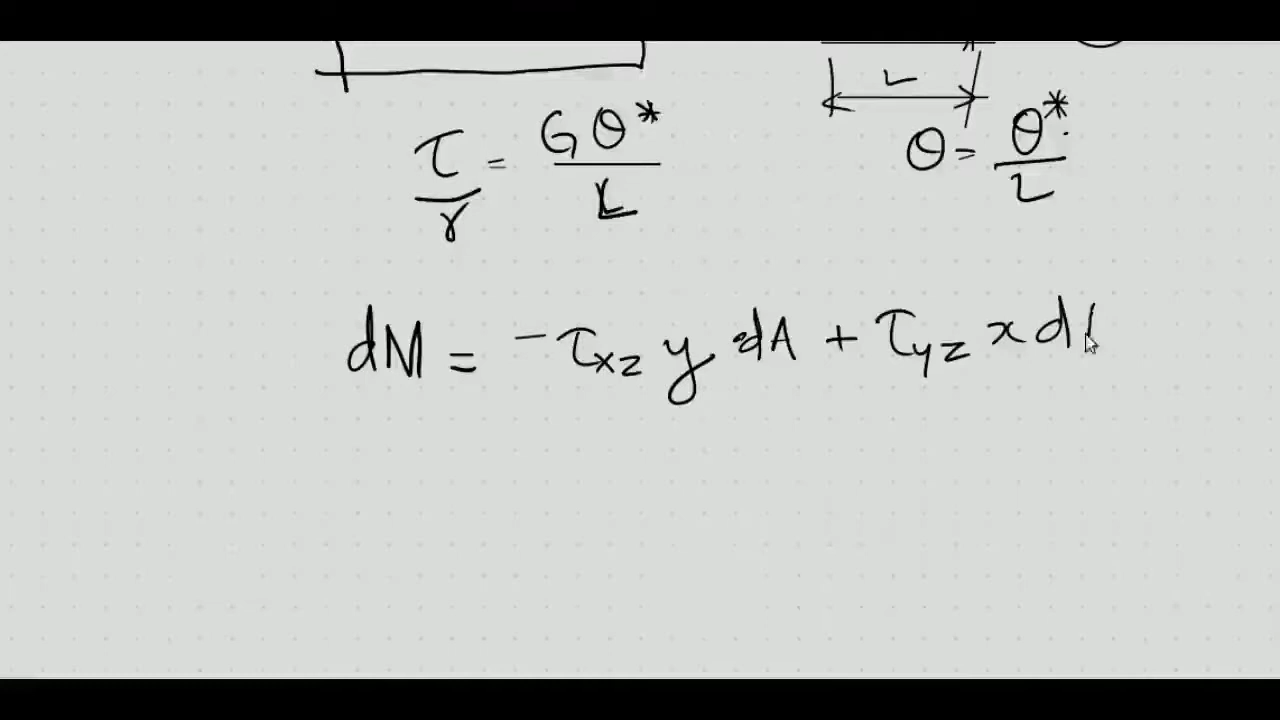 L
τ/r = Gθ*/L
θ = θ*/L
dM = -τxz y dA + τyz x d